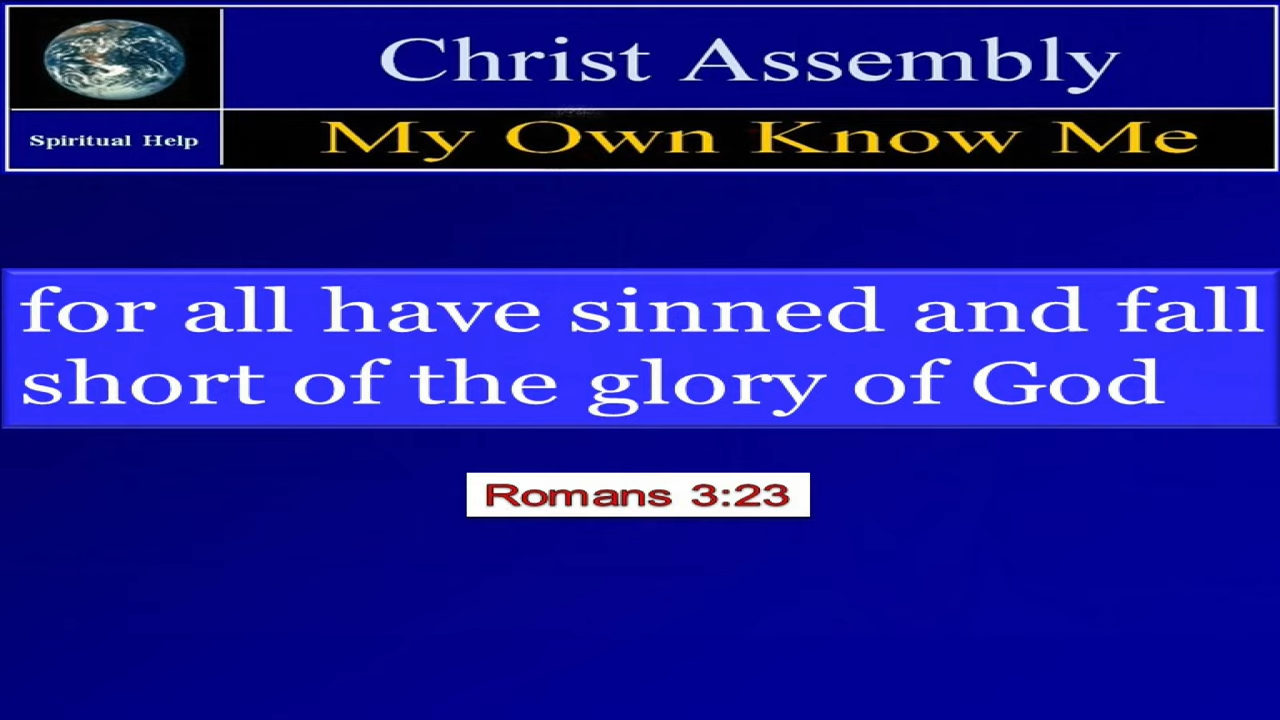 Christ Assembly
Spiritual Help
My Own Know Me
for all have sinned and fall
short of the glory of God
Romans 3:23